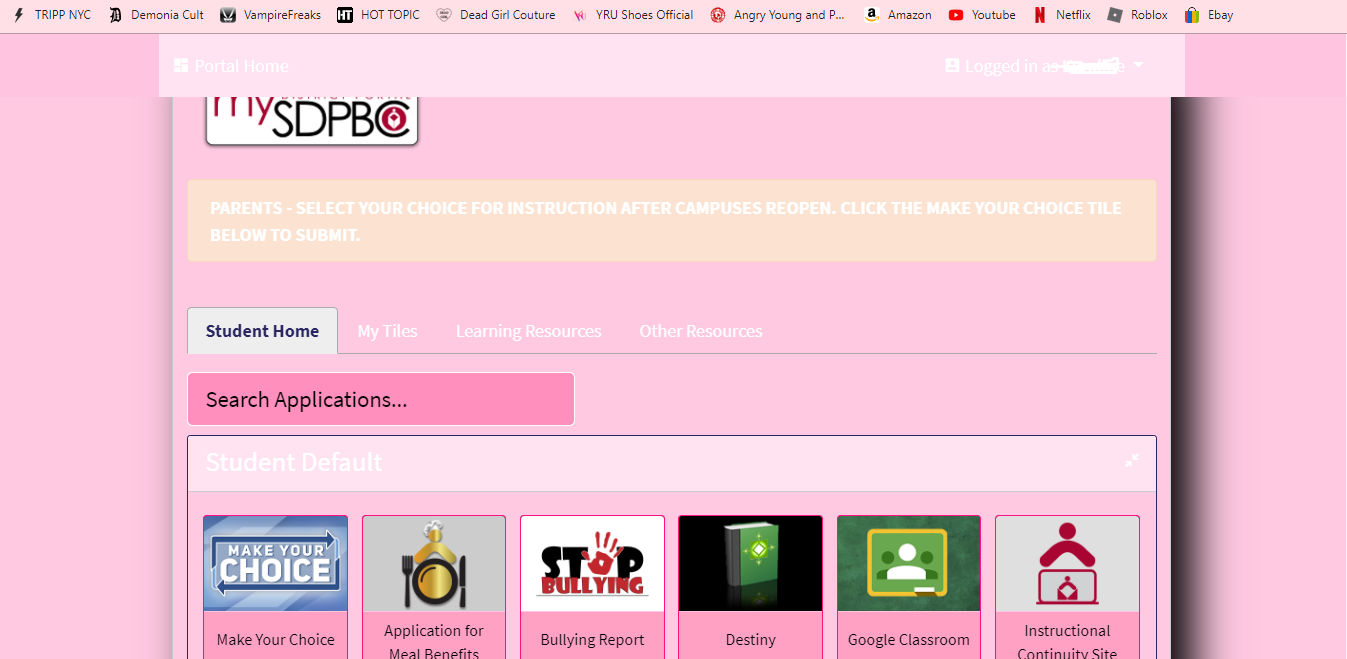 TRIPP NYC Demonia Cult VampireFreaks HOT TOPIC Dead Girl Couture YRU Shoes Official Angry Young and P... Amazon Youtube Netflix Roblox Ebay
Portal Home Logged in as
mySDPBC
PARENTS - SELECT YOUR CHOICE FOR INSTRUCTION AFTER CAMPUSES REOPEN. CLICK THE MAKE YOUR CHOICE TILE
BELOW TO SUBMIT.
Student Home My Tiles Learning Resources Other Resources
Search Applications...
Student Default
MAKE YOUR
CHOICE
STOP
BULLYING
Make Your Choice
Application for
Meal Benefits
Bullying Report
Destiny
Google Classroom
Instructional
Continuity Site